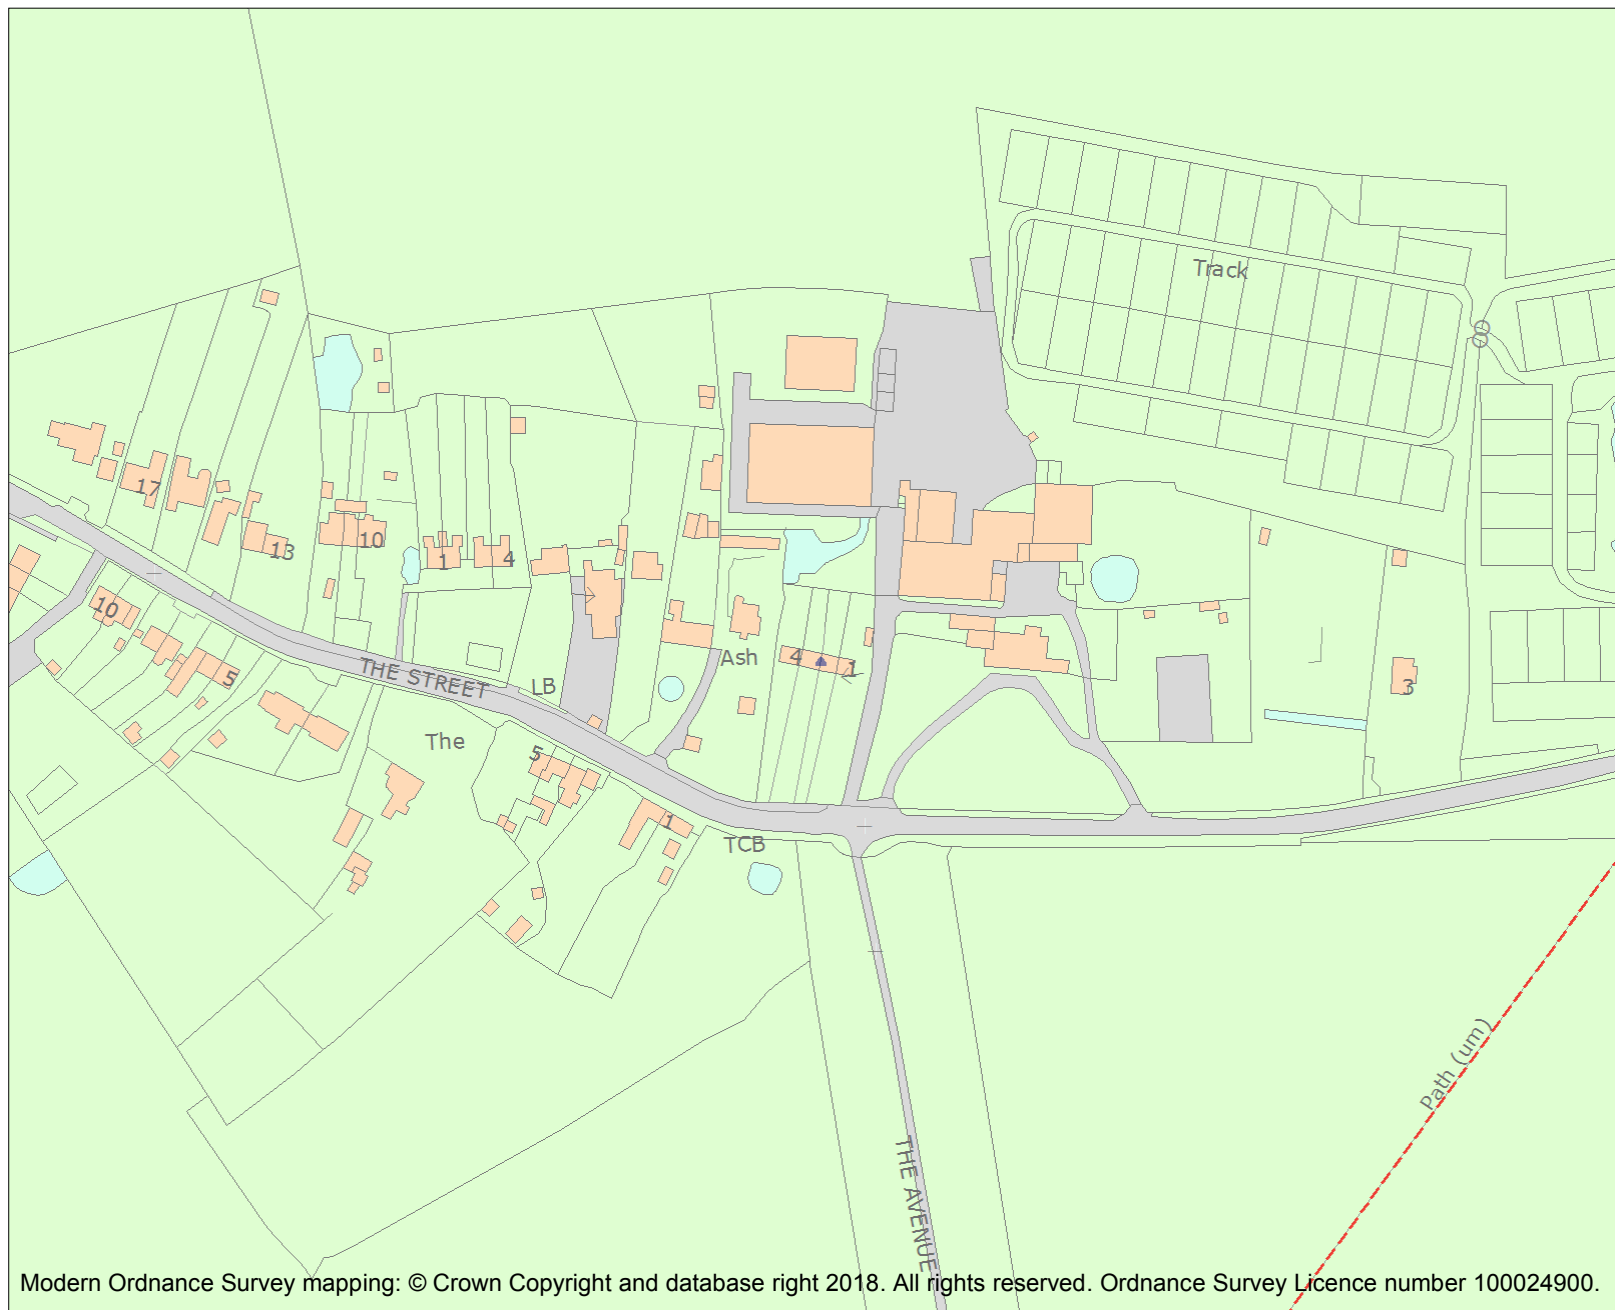 Track
17
13
10
1
4
10
5
THE STREET
LB
Ash
4
1
3
The
5
1
TCB
Path (um)
THE AVENUE
Modern Ordnance Survey mapping: © Crown Copyright and database right 2018. All rights reserved. Ordnance Survey Licence number 100024900.